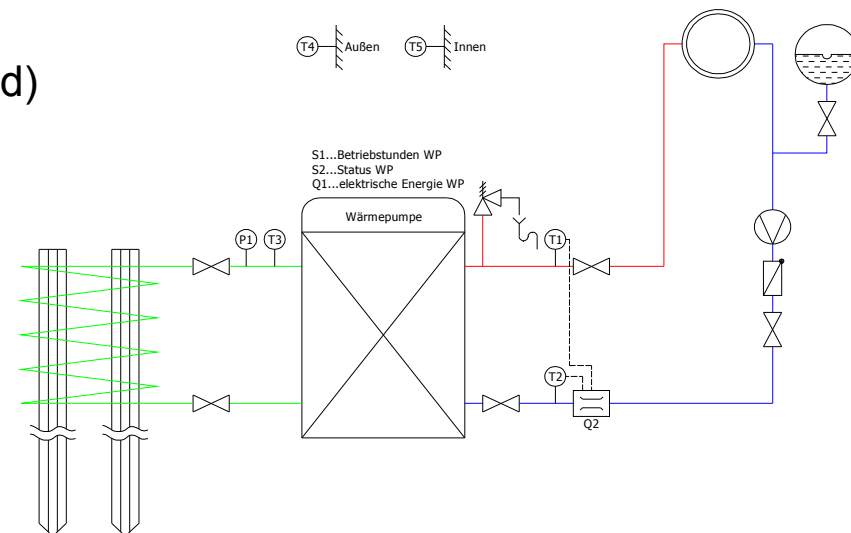 T4
Außen
T5
Innen
d)
S1...Betriebstunden WP
S2...Status WP
Q1...elektrische Energie WP
Wärmepumpe
P1
T3
T1
T2
Q2